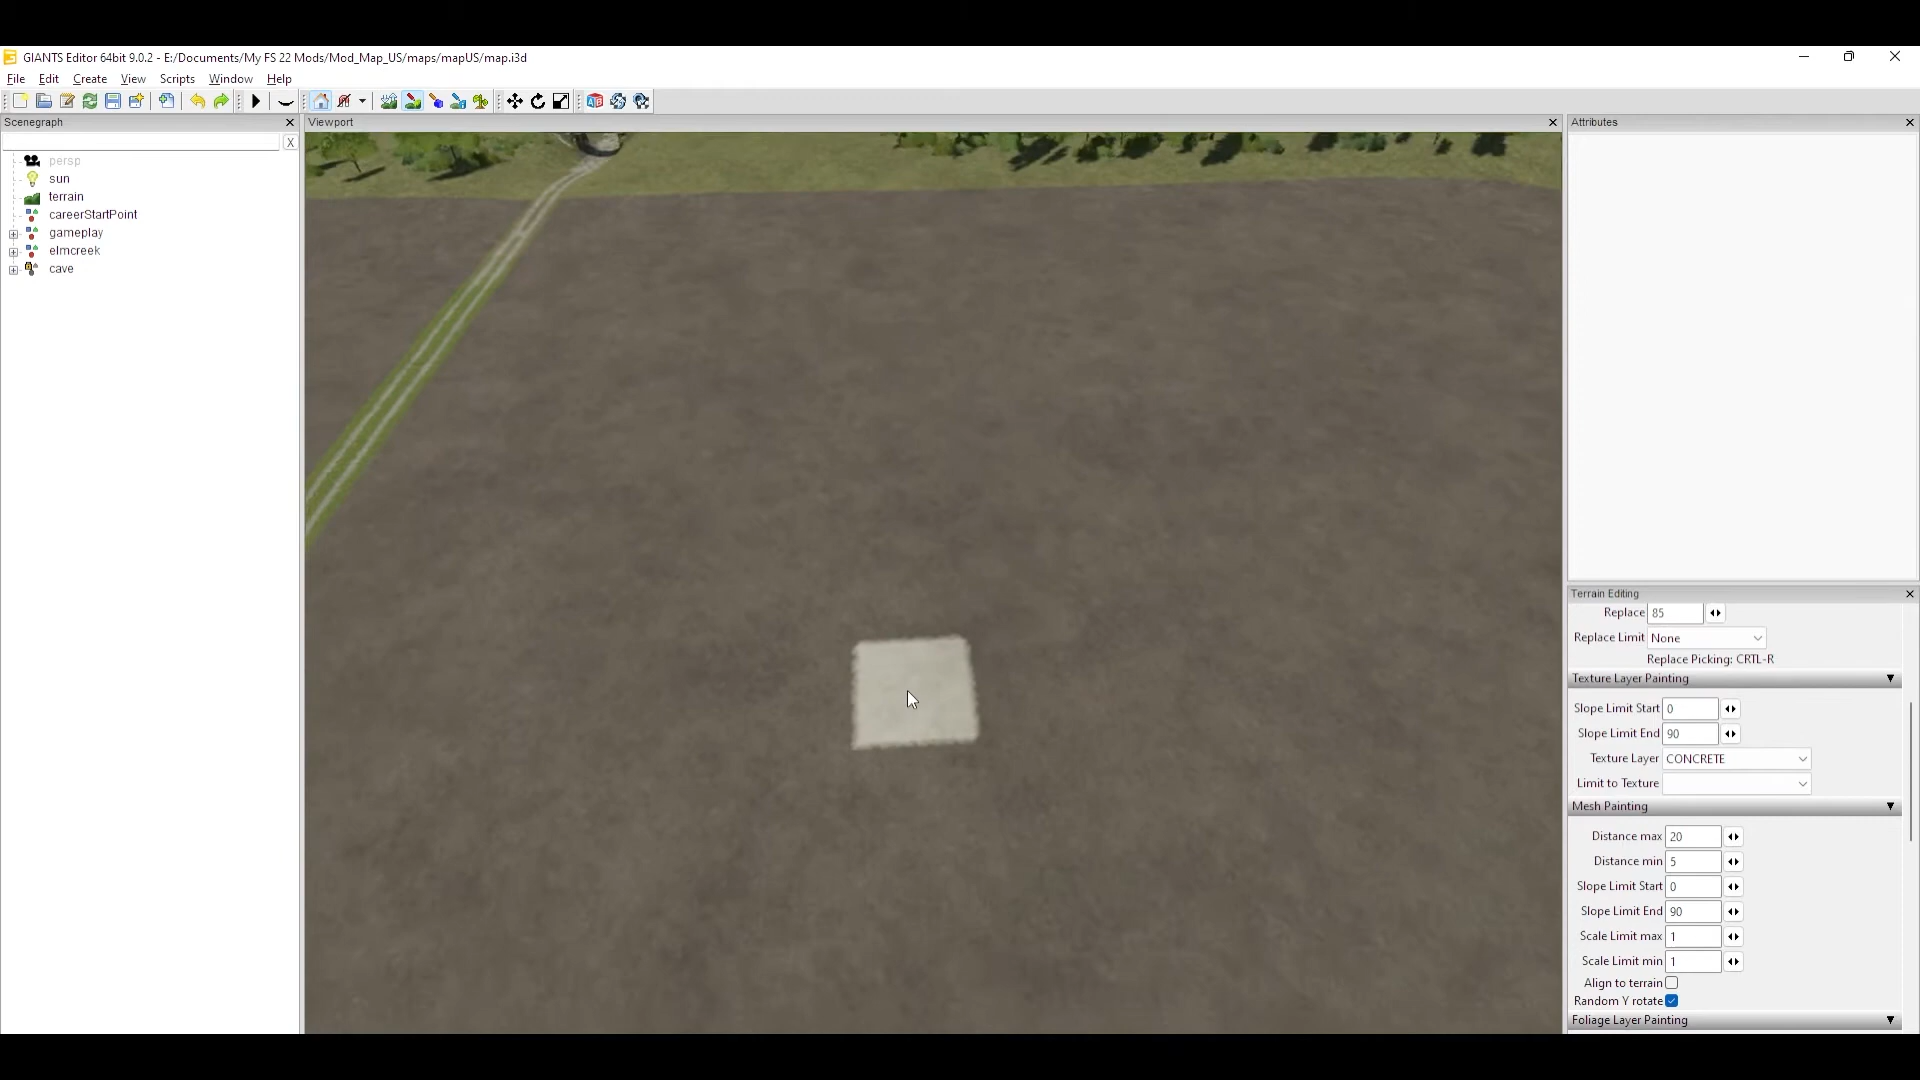 GIANTS Editor 64bit 9.0.2 - E:/Documents/My FS 22 Mods/Mod_Map_US/maps/mapUS/map.i3d
File Edit Create View Scripts Window Help
Scenegraph
X
persp
sun
terrain
careerStartPoint
gameplay
elmcreek
cave
Viewport
Attributes
Terrain Editing
Replace 85
Replace Limit None
Replace Picking: CRTL-R
Texture Layer Painting
Slope Limit Start 0
Slope Limit End 90
Texture Layer CONCRETE
Limit to Texture
Mesh Painting
Distance max 20
Distance min 5
Slope Limit Start 0
Slope Limit End 90
Scale Limit max 1
Scale Limit min 1
Align to terrain
Random Y rotate
Foliage Layer Painting